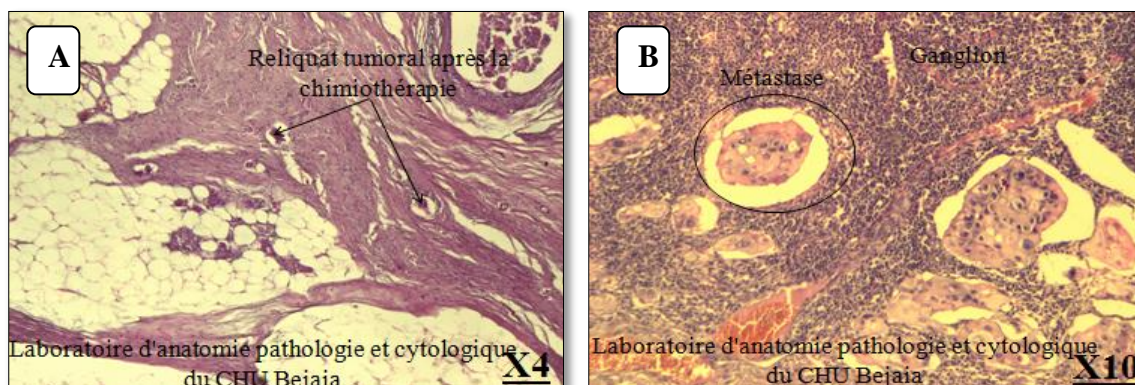 A
Reliquat tumoral après la
chimiothérapie
Laboratoire d'anatomie pathologie et cytologique
du CHU Bejaia
X4
B
Ganglion
Métastase
Laboratoire d'anatomie pathologie et cytologique
du CHU Bejaia
X10